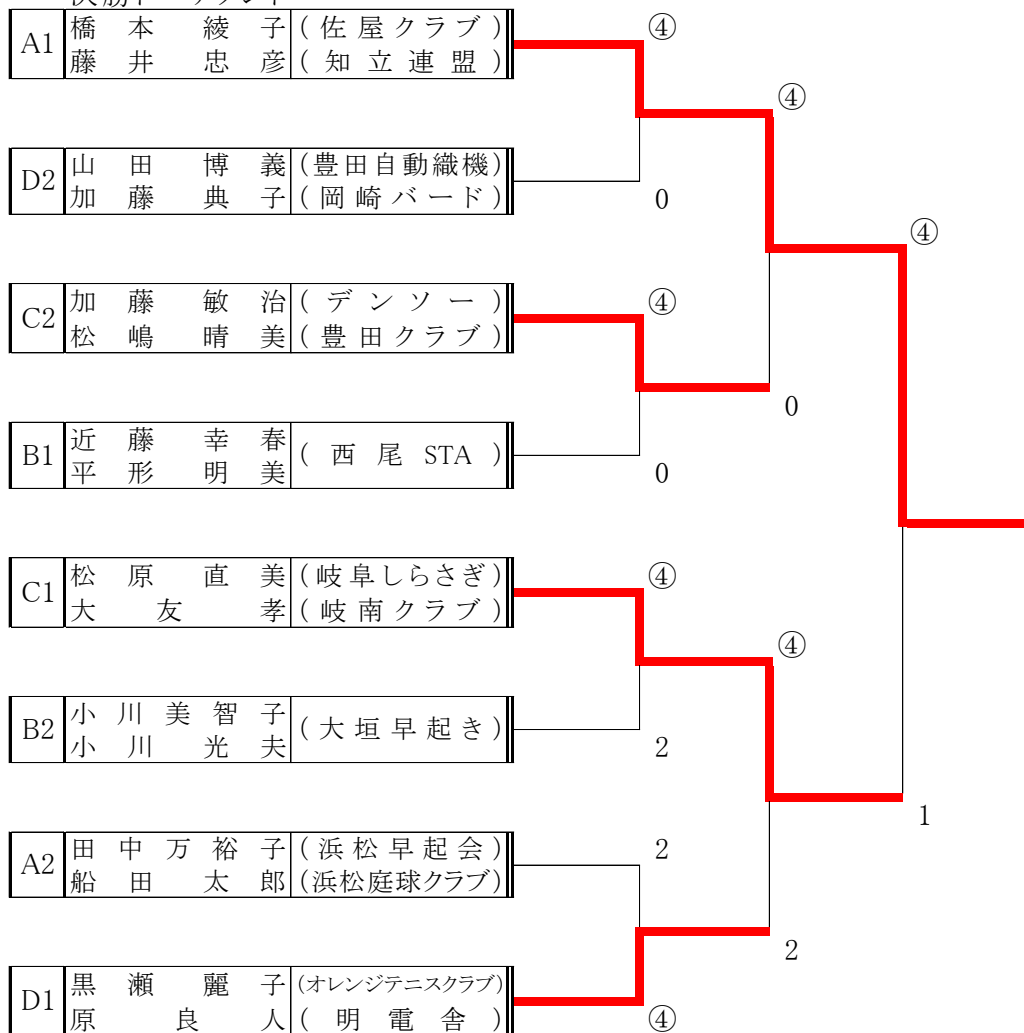 A1 橋本綾子 (佐屋クラブ)
藤井忠彦 (知立連盟)
④
④
D2 山田博義 (豊田自動織機)
加藤典子 (岡崎バード)
0
④
C2 加藤敏治 (デンソー)
松嶋晴美 (豊田クラブ)
④
0
B1 近藤幸春
平形明美 (西尾STA)
0
C1 松原直美 (岐阜しらさぎ)
大友孝 (岐南クラブ)
④
④
B2 小川美智子
小川光夫 (大垣早起き)
2
1
A2 田中万裕子 (浜松早起会)
船田太郎 (浜松庭球クラブ)
2
2
D1 黒瀬麗子 (オレンジテニスクラブ)
原良人 (明電舎)
④